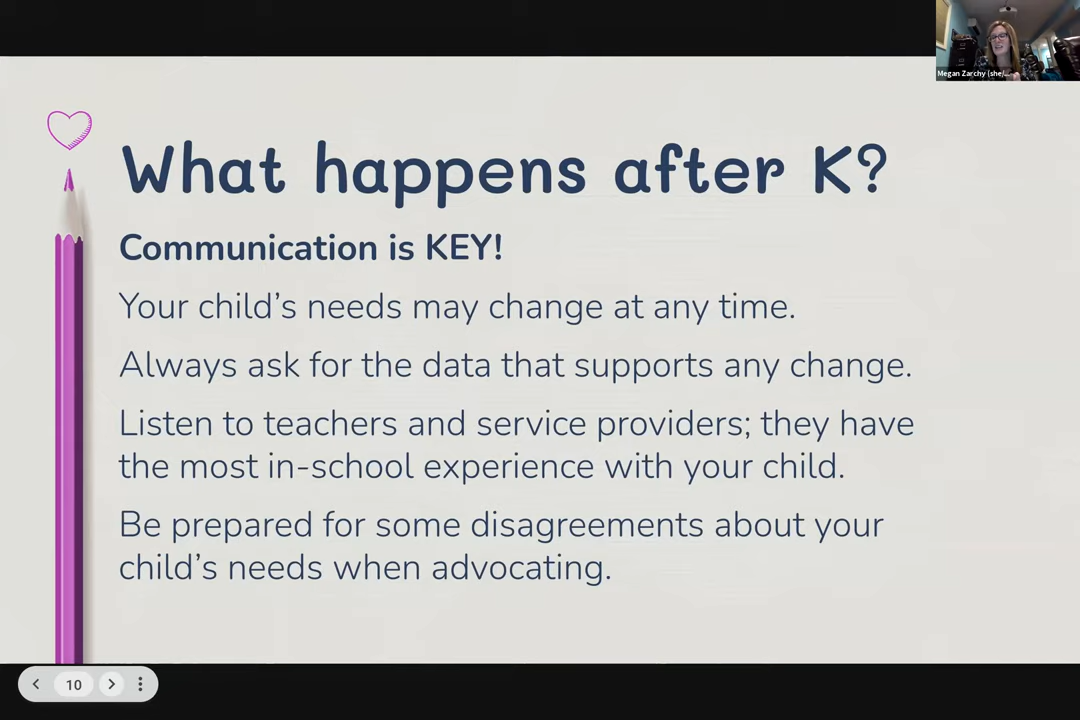 Megan Zarchy (she/...
What happens after K?
Communication is KEY!
Your child’s needs may change at any time.
Always ask for the data that supports any change.
Listen to teachers and service providers; they have
the most in-school experience with your child.
Be prepared for some disagreements about your
child’s needs when advocating.
10